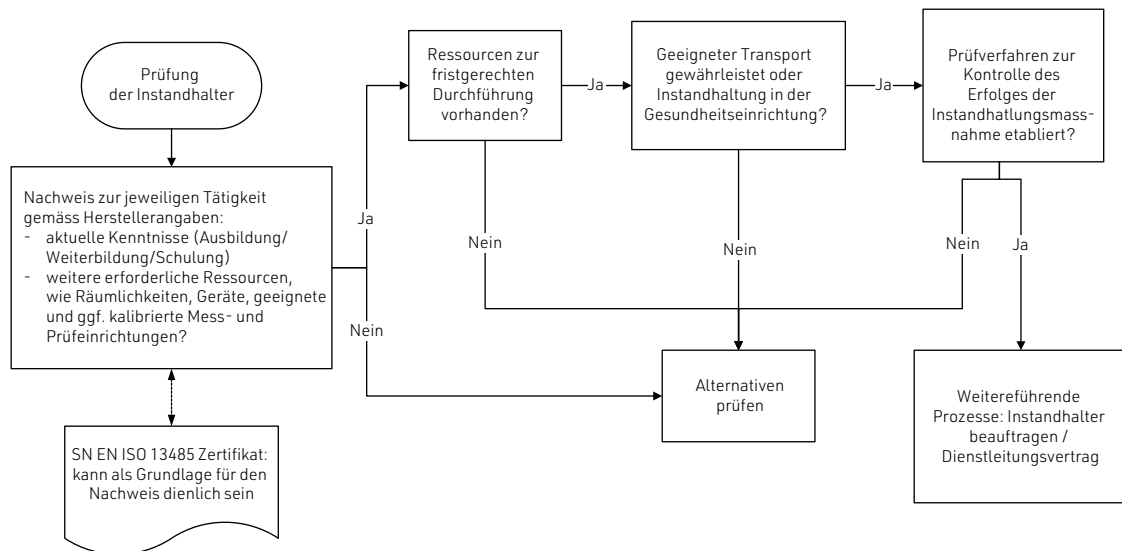 Prüfung
der Instandhalter
Nachweis zur jeweiligen Tätigkeit
gemäss Herstellerangaben:
- aktuelle Kenntnisse (Ausbildung/
Weiterbildung/Schulung)
- weitere erforderliche Ressourcen,
wie Räumlichkeiten, Geräte, geeignete
und ggf. kalibrierte Mess- und
Prüfeinrichtungen?
SN EN ISO 13485 Zertifikat:
kann als Grundlage für den
Nachweis dienlich sein
Ja
Nein
Ressourcen zur
fristgerechten
Durchführung
vorhanden?
Ja
Nein
Geeigneter Transport
gewährleistet oder
Instandhaltung in der
Gesundheitseinrichtung?
Ja
Nein
Prüfverfahren zur
Kontrolle des
Erfolges der
Instandhatlungsmass-
nahme etabliert?
Nein
Ja
Alternativen
prüfen
Weitereführende
Prozesse: Instandhalter
beauftragen /
Dienstleitungsvertrag